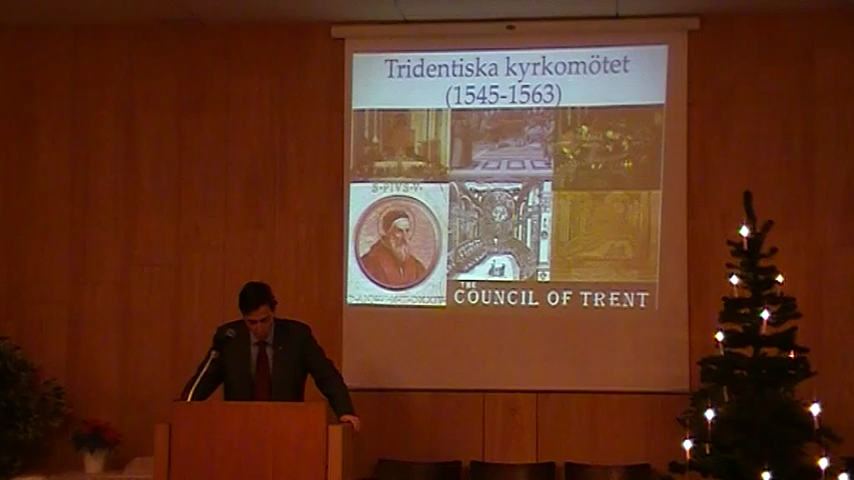 Tridentiska kyrkomötet
(1545-1563)
S·PIVS·V·
THE
COUNCIL OF TRENT